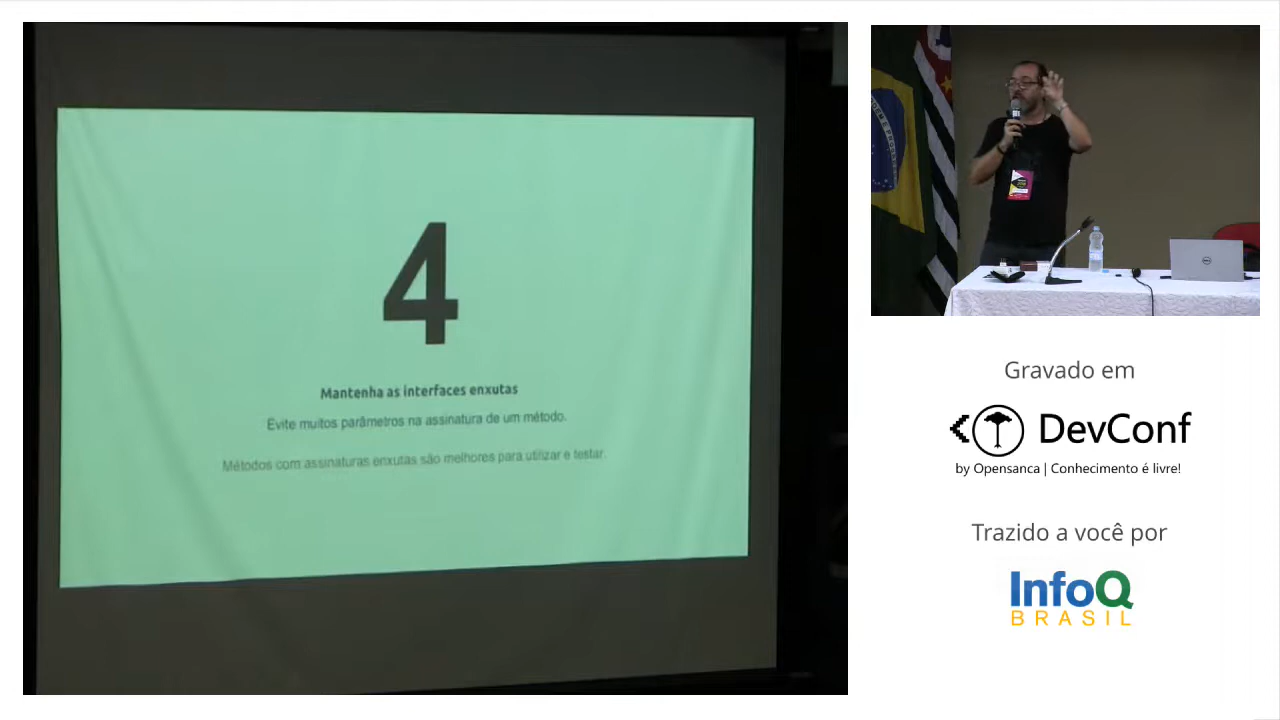 4
Mantenha as interfaces enxutas
Evite muitos parâmetros na assinatura de um método.
Métodos com assinaturas enxutas são melhores para utilizar e testar.
Gravado em
DevConf
by Opensanca | Conhecimento é livre!
Trazido a você por
InfoQ
BRASIL
DELL